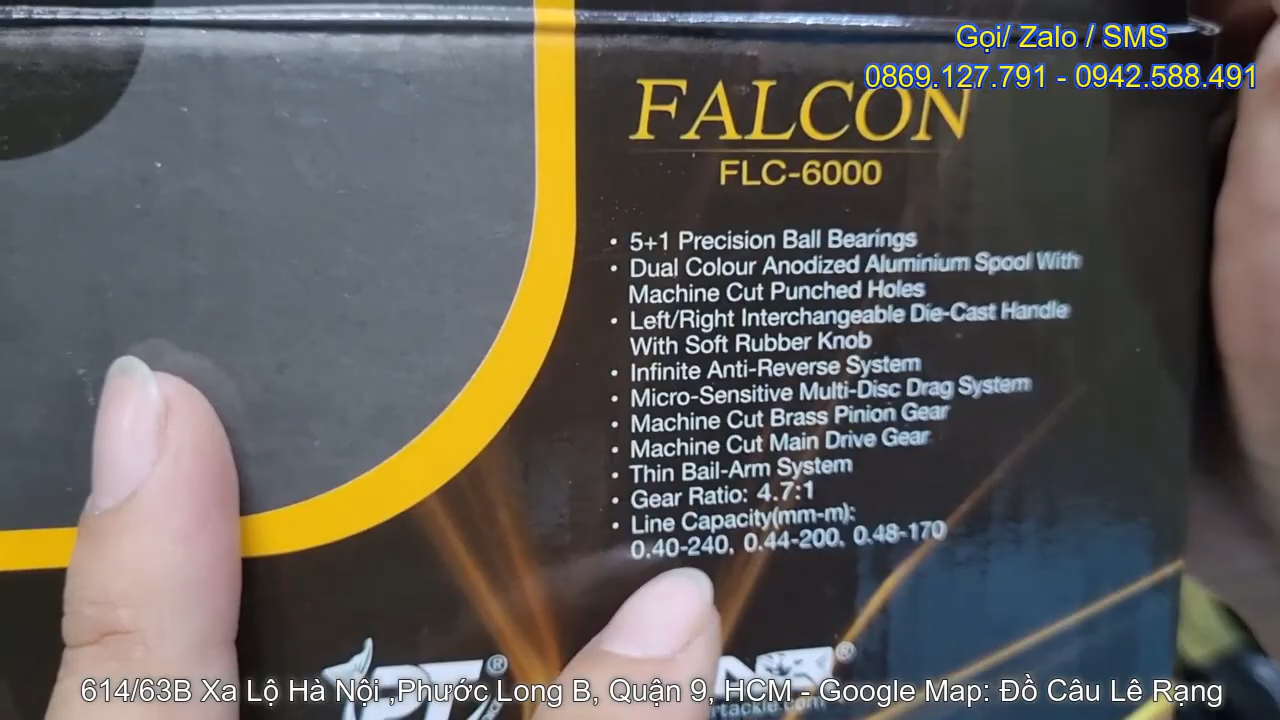 Gọi/ Zalo / SMS
0869.127.791 - 0942.588.491
FALCON
FLC-6000
• 5+1 Precision Ball Bearings
• Dual Colour Anodized Aluminium Spool With
Machine Cut Punched Holes
• Left/Right Interchangeable Die-Cast Handle
With Soft Rubber Knob
• Infinite Anti-Reverse System
• Micro-Sensitive Multi-Disc Drag System
• Machine Cut Brass Pinion Gear
• Machine Cut Main Drive Gear
• Thin Bail-Arm System
• Gear Ratio: 4.7:1
• Line Capacity(mm-m):
0.40-240, 0.44-200, 0.48-170
614/63B Xa Lộ Hà Nội ,Phước Long B, Quận 9, HCM - Google Map: Đồ Câu Lê Rạng